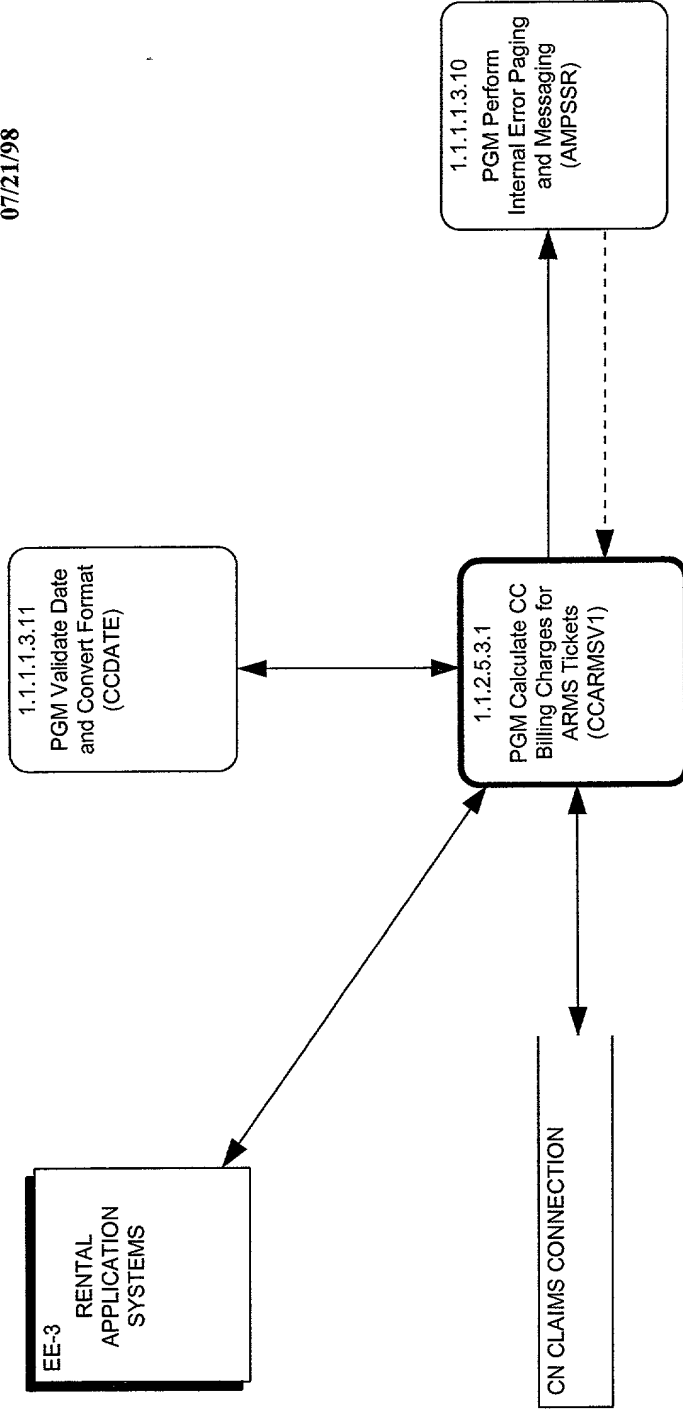 07/21/98
EE-3
RENTAL
APPLICATION
SYSTEMS
1.1.1.1.3.11
PGM Validate Date
and Convert Format
(CCDATE)
CN CLAIMS CONNECTION
1.1.2.5.3.1
PGM Calculate CC
Billing Charges for
ARMS Tickets
(CCARMSV1)
1.1.1.1.3.10
PGM Perform
Internal Error Paging
and Messaging
(AMPSSR)